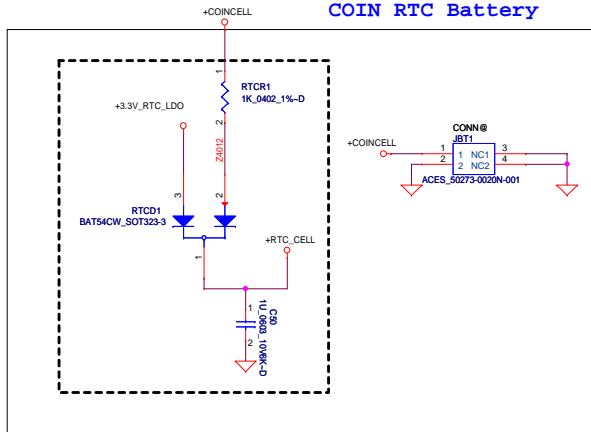 COIN RTC Battery
+COINCELL
1
RTCR1
1K_0402_1%~D
2
+3.3V_RTC_LDO
Z4012
3
2
RTCD1
BAT54CW_SOT323-3
1
+RTC_CELL
1
C50
1U_0603_10V6K~D
2
+COINCELL
CONN@
JBT1
1
1
NC1
3
2
2
NC2
4
ACES_50273-0020N-001